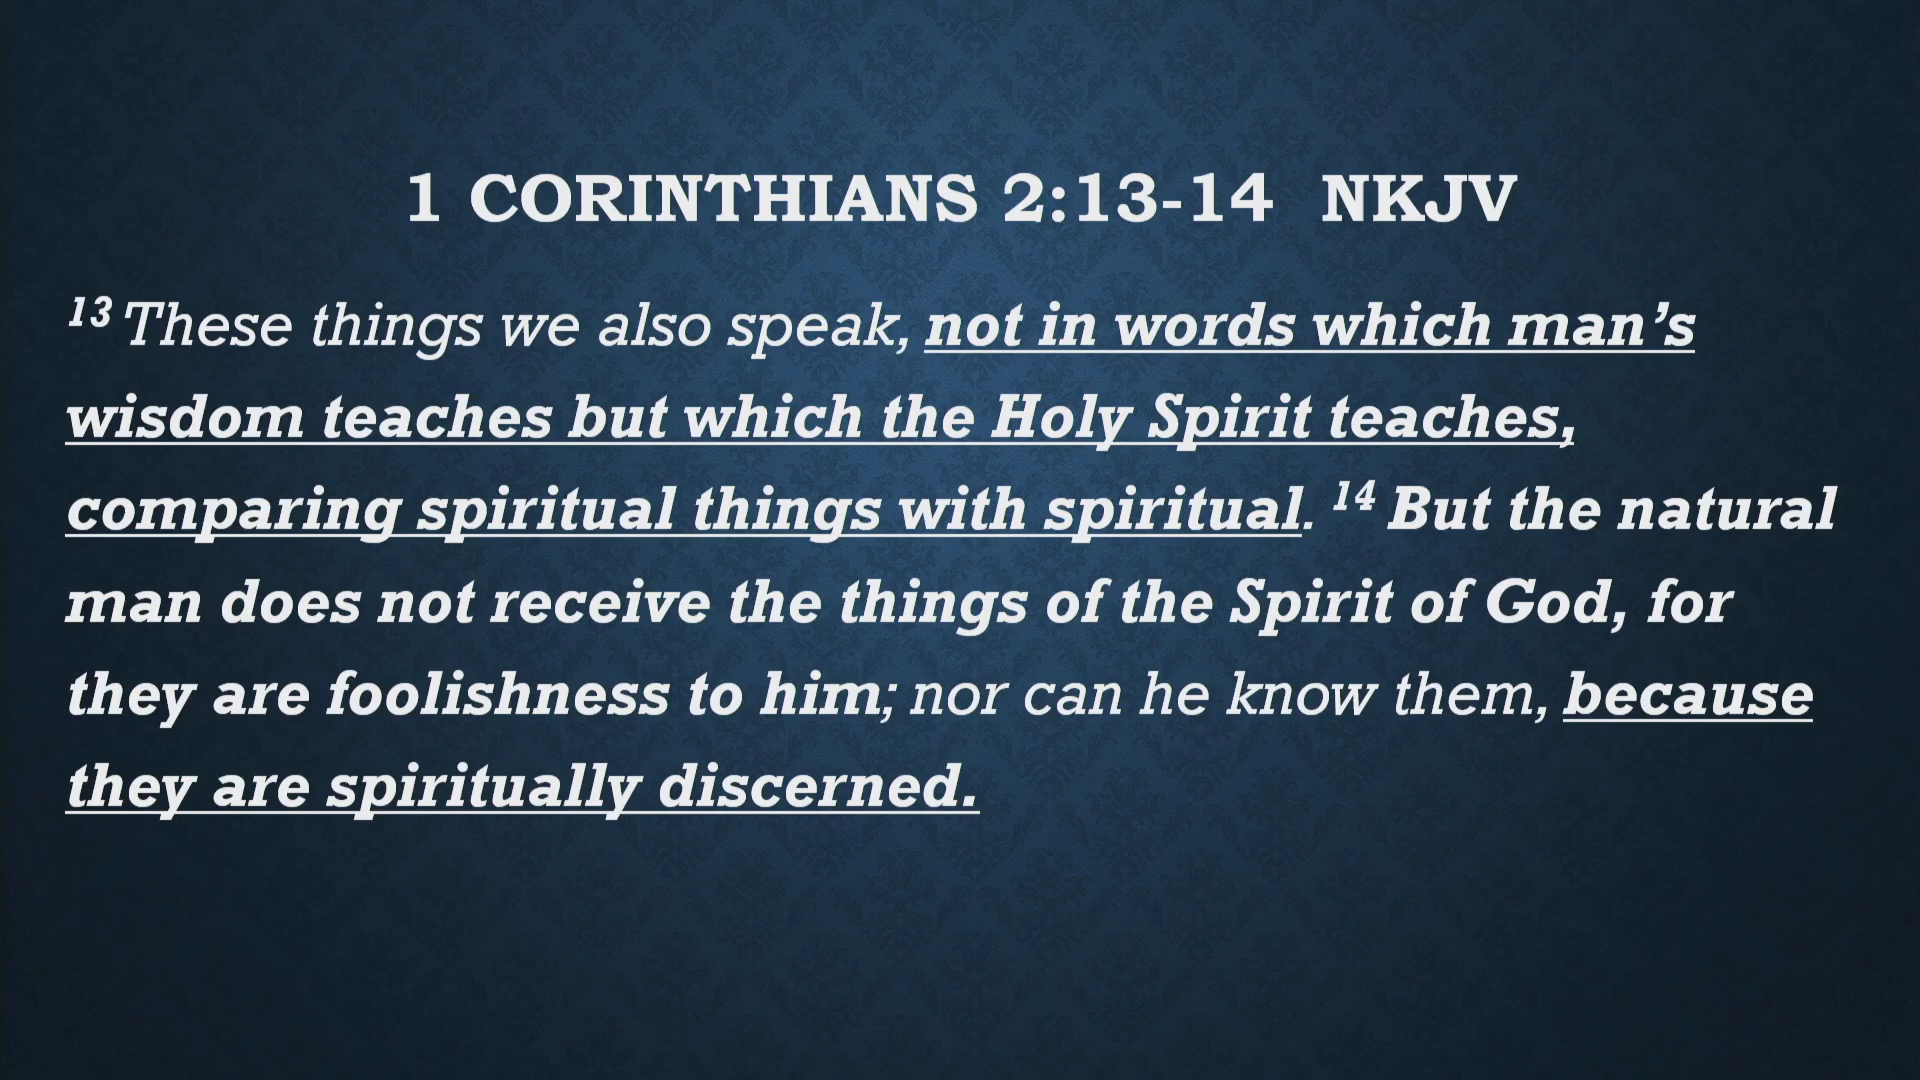 1 CORINTHIANS 2:13-14 NKJV
13 These things we also speak, not in words which man’s
wisdom teaches but which the Holy Spirit teaches,
comparing spiritual things with spiritual. 14 But the natural
man does not receive the things of the Spirit of God, for
they are foolishness to him; nor can he know them, because
they are spiritually discerned.